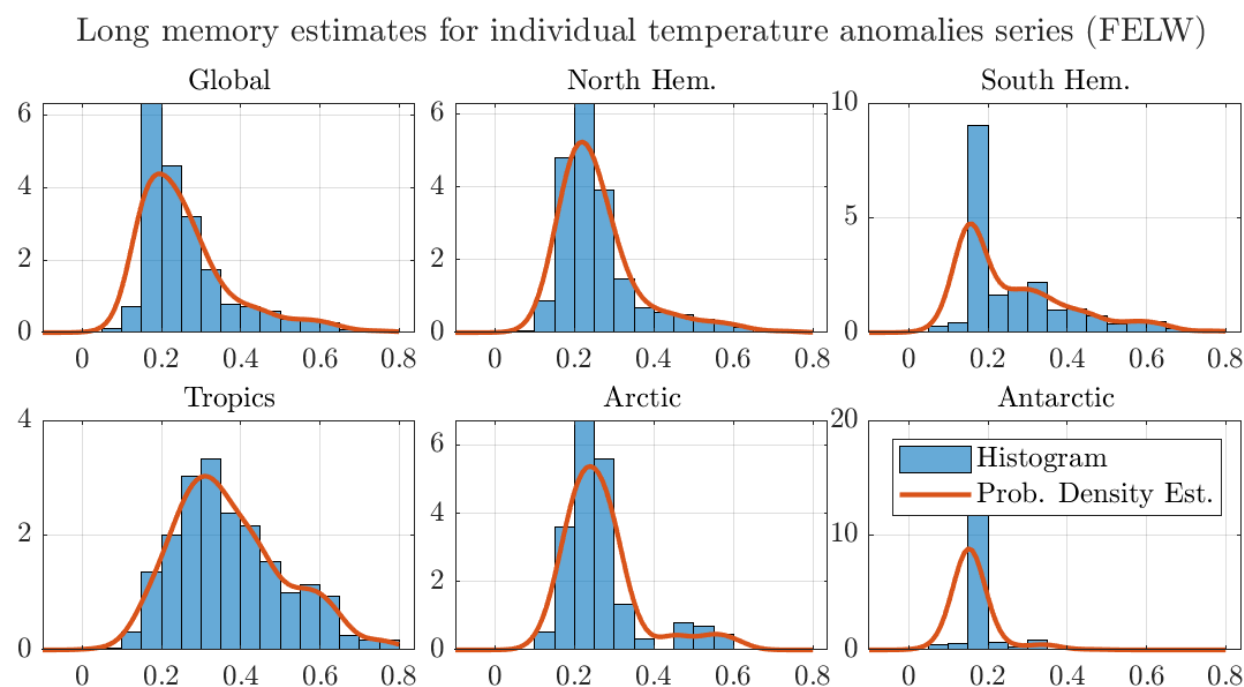 Long memory estimates for individual temperature anomalies series (FELW)
Global
North Hem.
South Hem.
6
4
2
0
0 0.2 0.4 0.6 0.8
6
4
2
0
0 0.2 0.4 0.6 0.8
10
5
0
0 0.2 0.4 0.6 0.8
Tropics
Arctic
Antarctic
4
2
0
0 0.2 0.4 0.6 0.8
6
4
2
0
0 0.2 0.4 0.6 0.8
20
10
0
Histogram
Prob. Density Est.
0 0.2 0.4 0.6 0.8